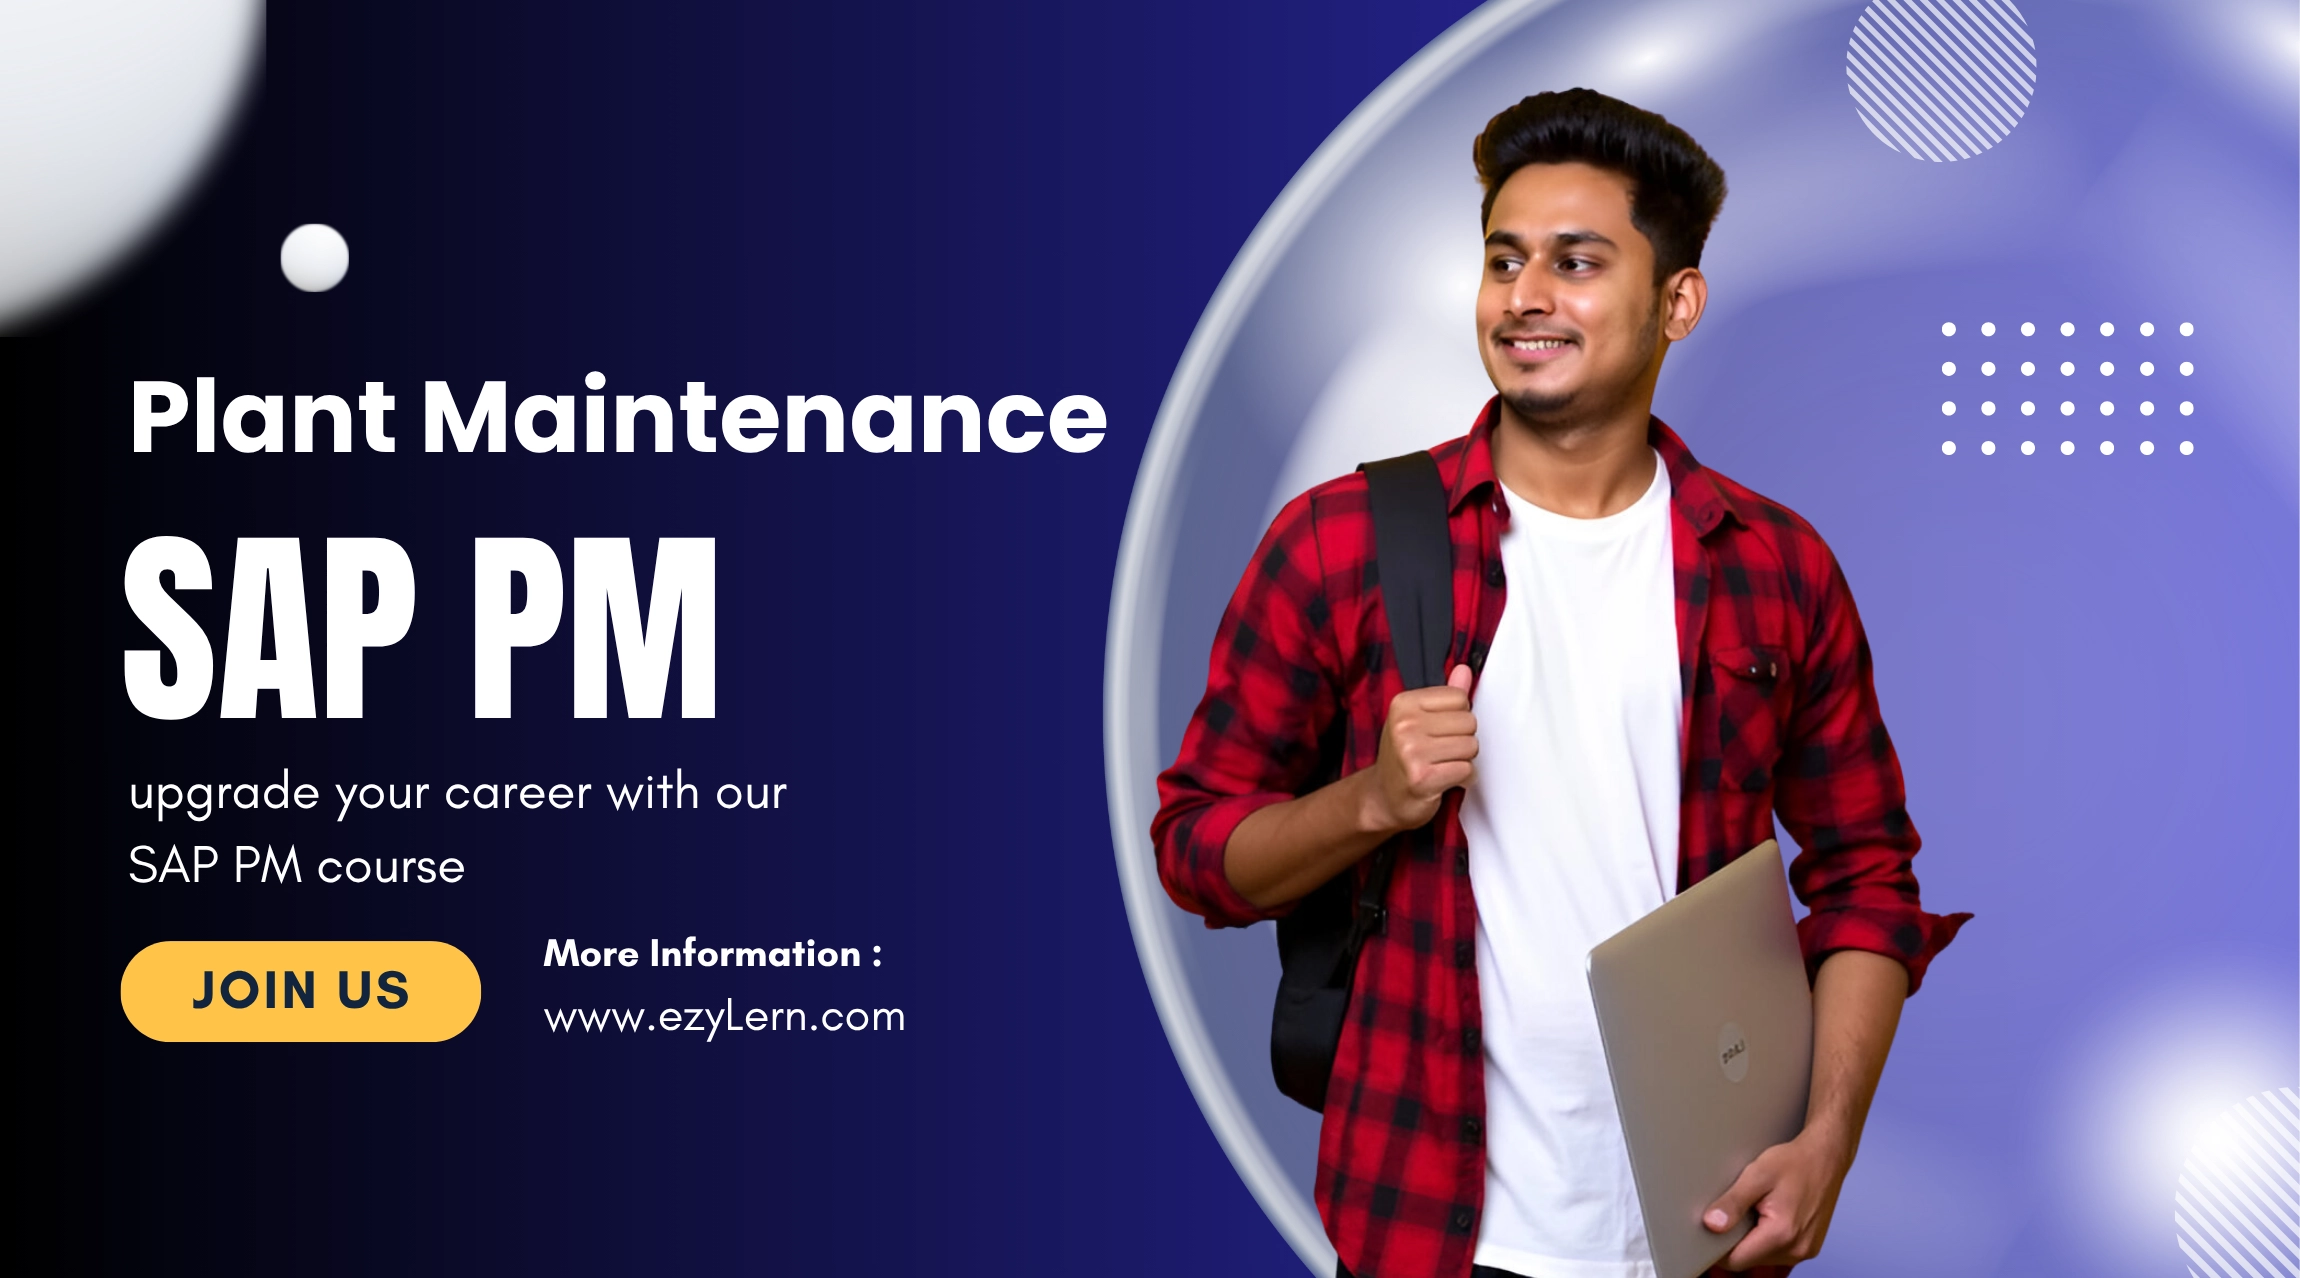 Plant Maintenance
SAP PM
upgrade your career with our
SAP PM course
JOIN US
More Information :
www.ezyLern.com